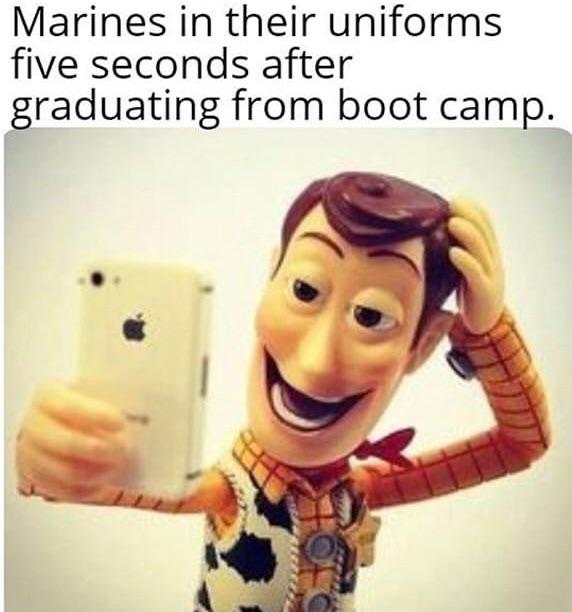 Marines in their uniforms
five seconds after
graduating from boot camp.